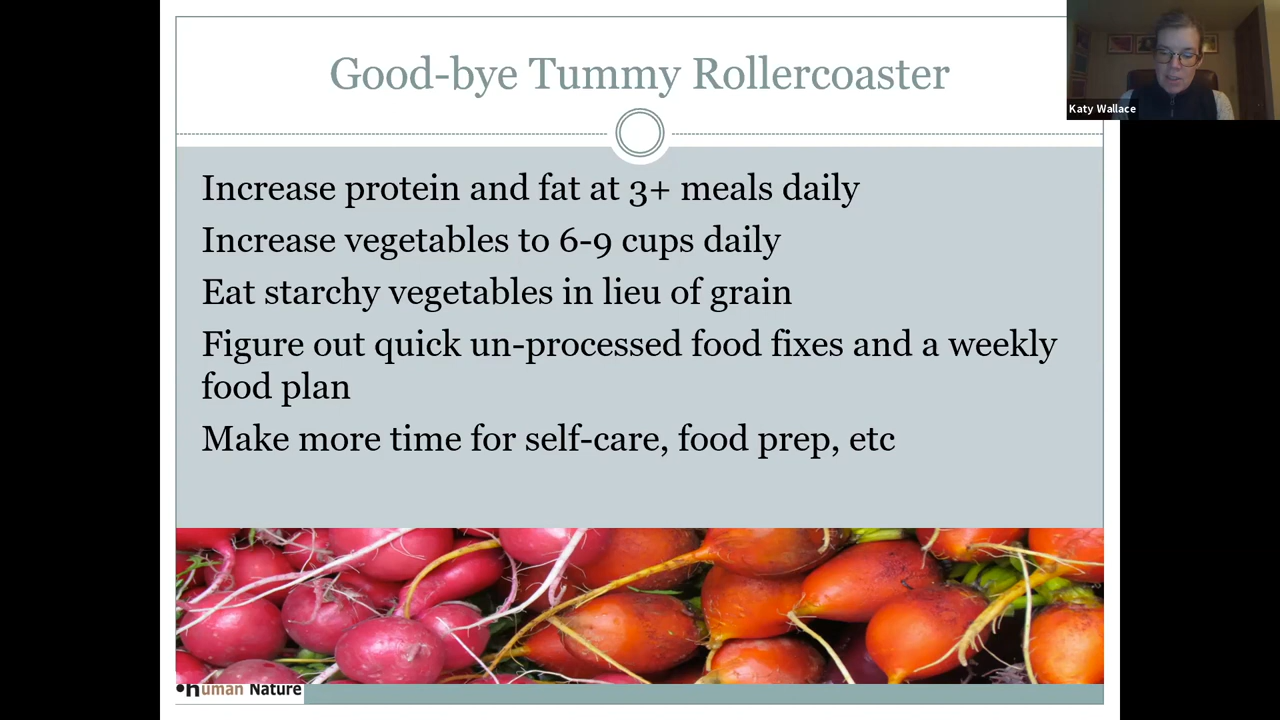 Good-bye Tummy Rollercoaster
Katy Wallace
Increase protein and fat at 3+ meals daily
Increase vegetables to 6-9 cups daily
Eat starchy vegetables in lieu of grain
Figure out quick un-processed food fixes and a weekly
food plan
Make more time for self-care, food prep, etc
human Nature